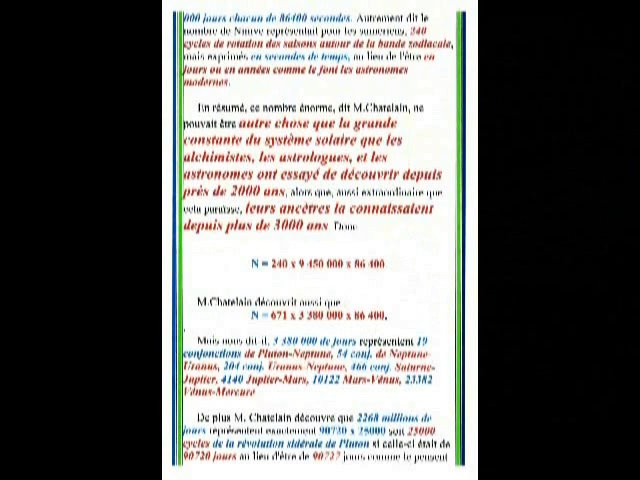 000 jours chacun de 86400 secondes. Autrement dit le
nombre de Ninive représentait pour les sumériens, 240
cycles de rotation des saisons autour de la bande zodiacale,
mais exprimés en secondes de temps, au lieu de l'être en
jours ou en années comme le font les astronomes
modernes.
En résumé, ce nombre énorme, dit M.Chatelain, ne
pouvait être autre chose que la grande
constante du système solaire que les
alchimistes, les astrologues, et les
astronomes ont essayé de découvrir depuis
près de 2000 ans, alors que, aussi extraordinaire que
cela paraisse, leurs ancêtres la connaissaient
depuis plus de 3000 ans. Donc
N = 240 x 9 450 000 x 86 400
M.Chatelain découvrit aussi que
N = 671 x 3 380 000 x 86 400.
Mais nous dit-il, 3 380 000 de jours représentent 19
conjonctions de Pluton-Neptune, 54 conj. de Neptune-
Uranus, 204 conj. Uranus-Neptune, 466 conj. Saturne-
Jupiter, 4140 Jupiter-Mars, 10122 Mars-Vénus, 23382
Vénus-Mercure
De plus M. Chatelain découvre que 2268 millions de
jours représentent exactement 90720 x 25000 soit 25000
cycles de la révolution sidérale de Pluton si celle-ci était de
90720 jours au lieu d'être de 90727 jours comme le pensent